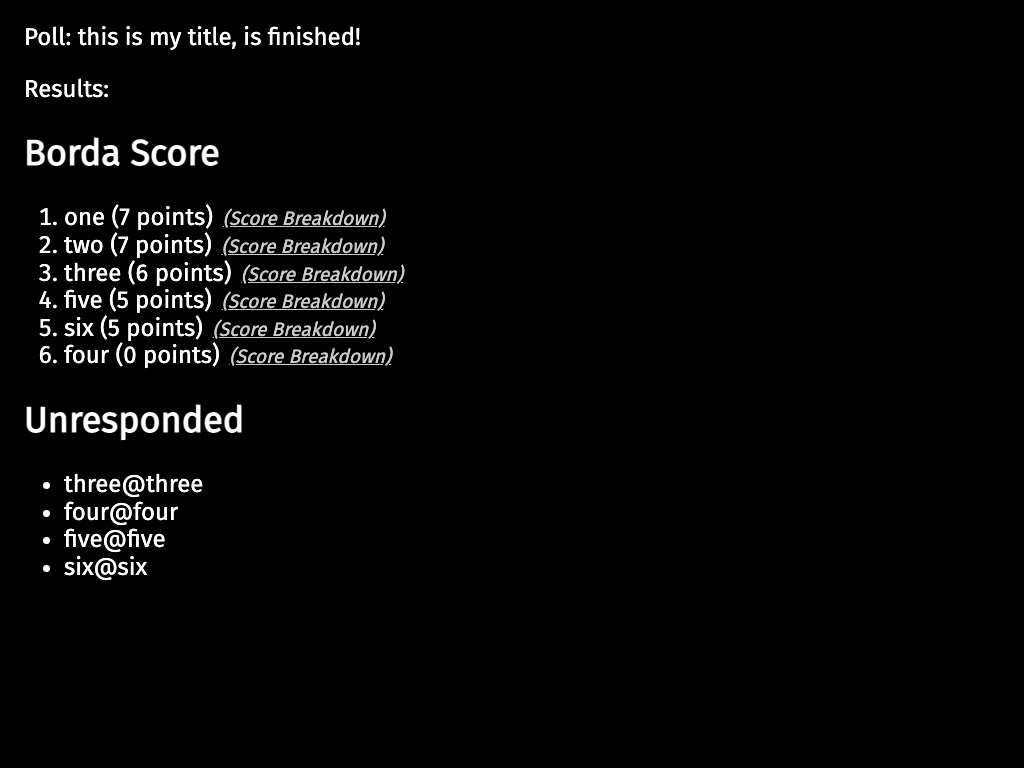 Poll: this is my title, is finished!
Results:
Borda Score
1. one (7 points) (Score Breakdown)
2. two (7 points) (Score Breakdown)
3. three (6 points) (Score Breakdown)
4. five (5 points) (Score Breakdown)
5. six (5 points) (Score Breakdown)
6. four (0 points) (Score Breakdown)
Unresponded
• three@three
• four@four
• five@five
• six@six